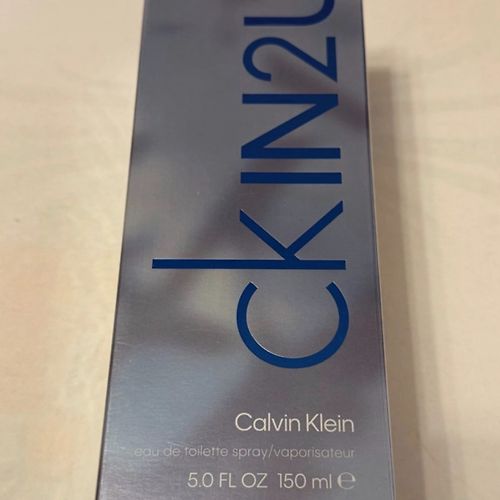 ckIN2U
Calvin Klein
eau de toilette spray/vaporisateur
5.0 FL OZ 150 ml ℮